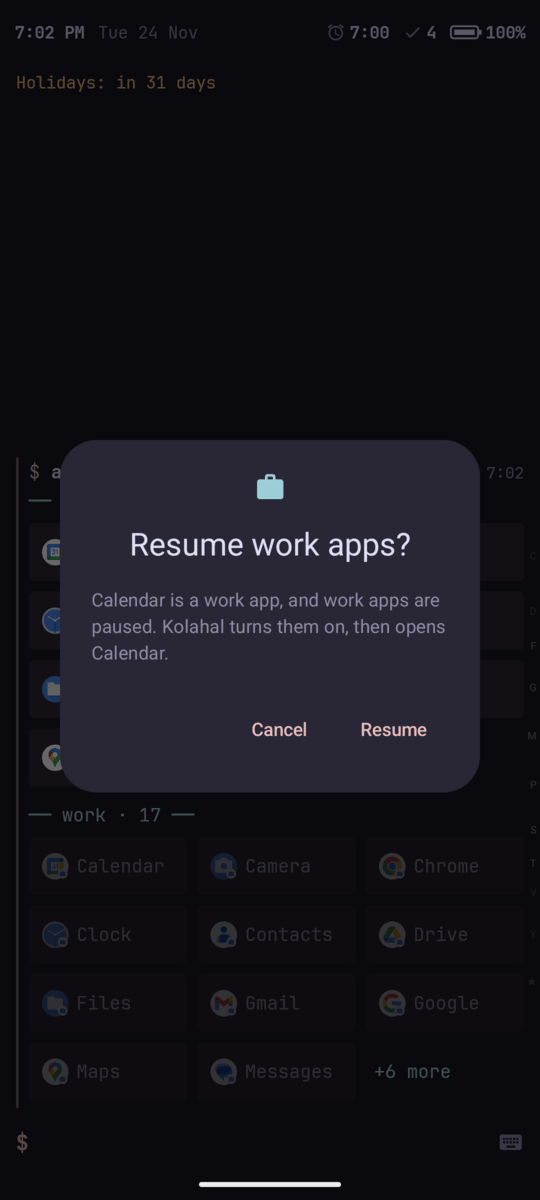 7:02 PM Tue 24 Nov 7:00 4 100%
Holidays: in 31 days
$ a 7:02
Resume work apps?
Calendar is a work app, and work apps are
paused. Kolahal turns them on, then opens
Calendar.
Cancel Resume
C
D
F
G
M
P
S
T
V
Y
*
work · 17
Calendar Camera Chrome
Clock Contacts Drive
Files Gmail Google
Maps Messages +6 more
$